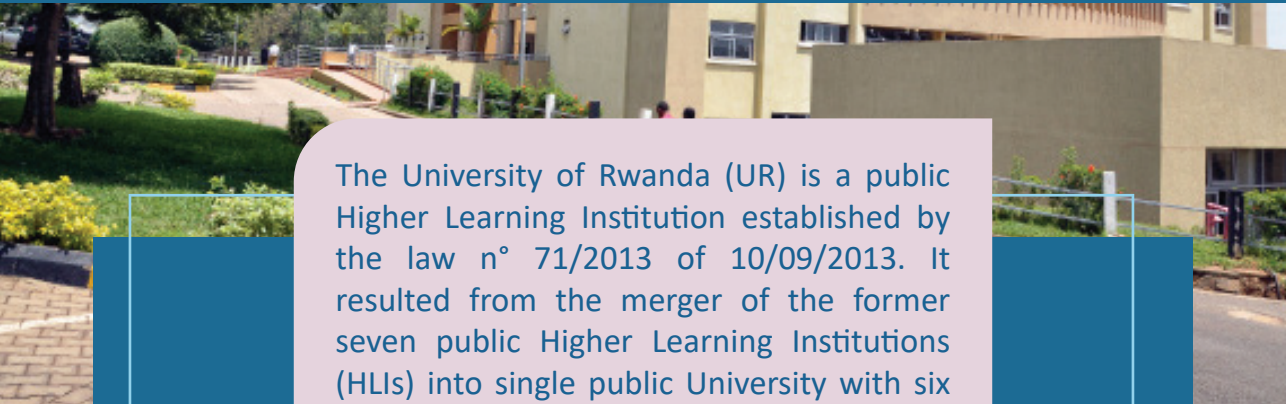 The University of Rwanda (UR) is a public
Higher Learning Institution established by
the law n° 71/2013 of 10/09/2013. It
resulted from the merger of the former
seven public Higher Learning Institutions
(HLIs) into single public University with six